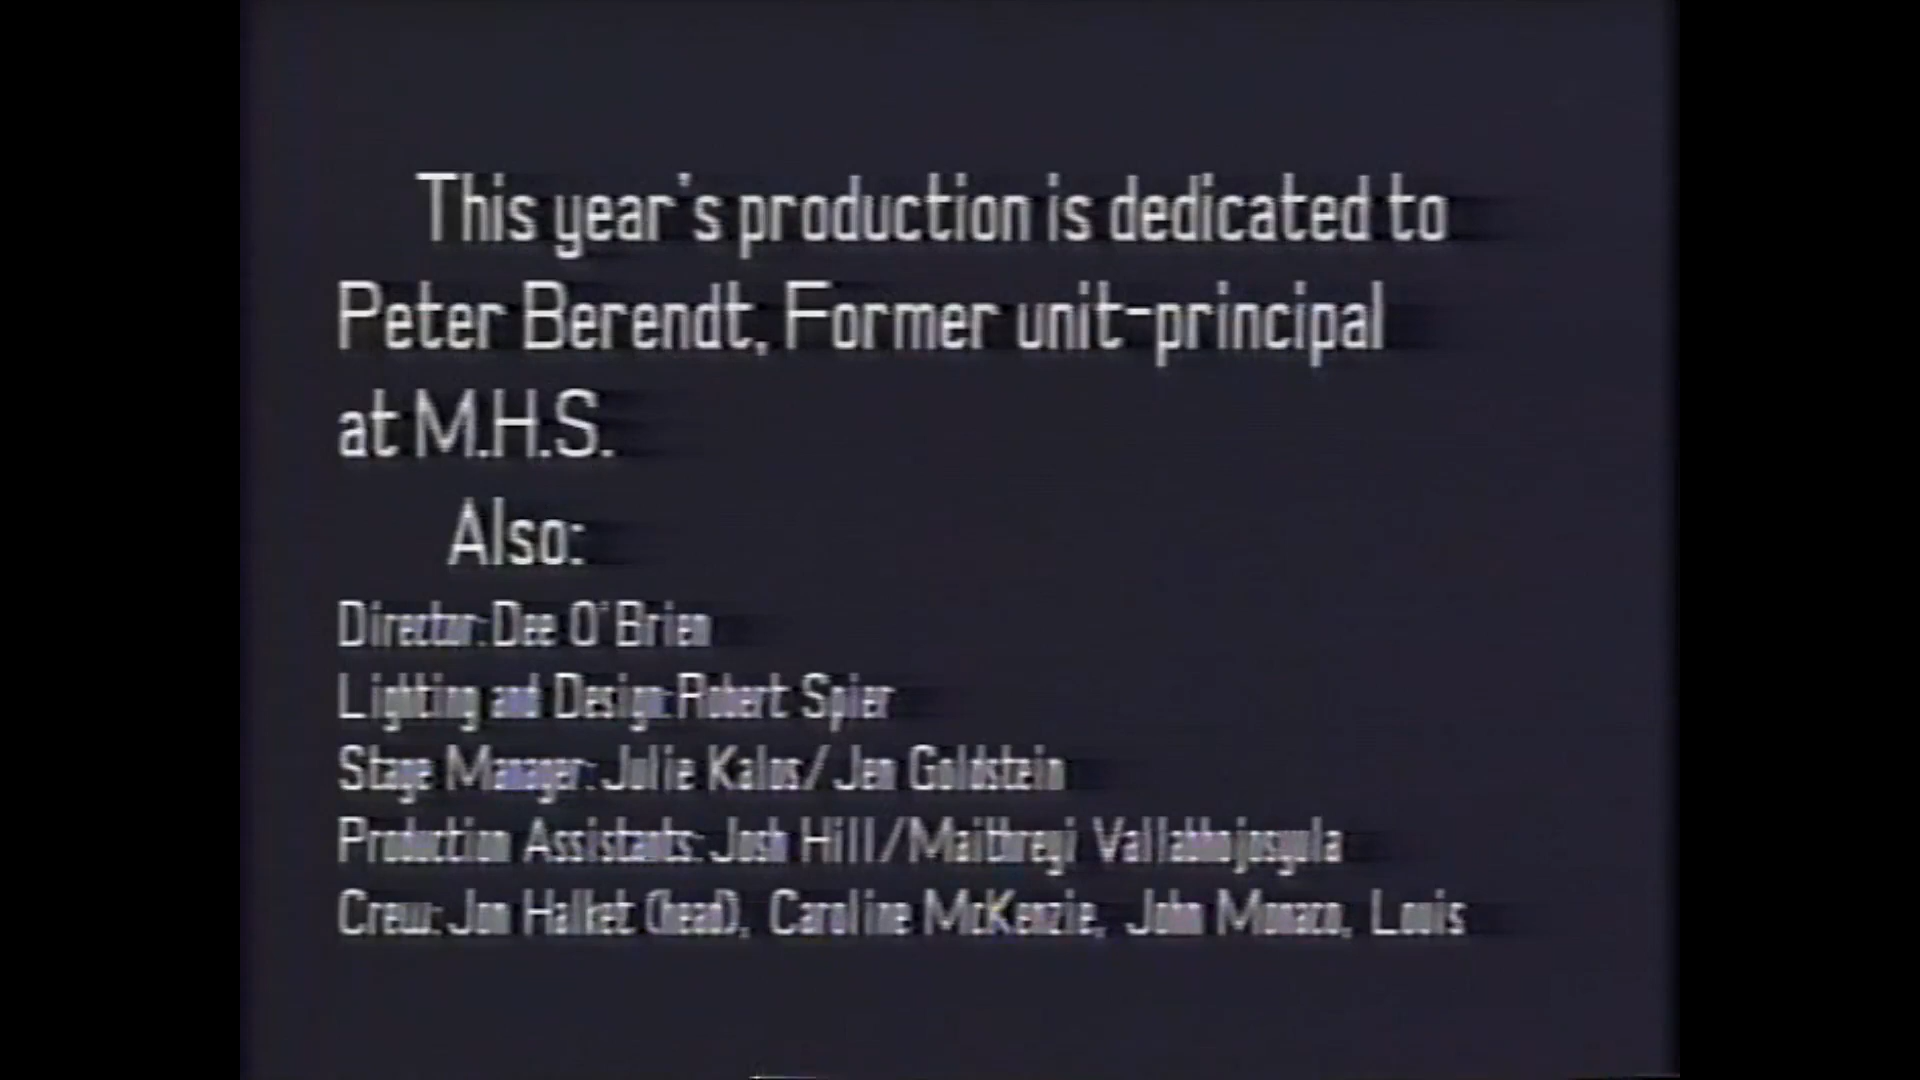 This year's production is dedicated to
Peter Berendt, Former unit-principal
at M.H.S.
Also:
Director: Dee O'Brien
Lighting and Design: Robert Spier
Stage Manager: Julie Kalos/Jen Goldstein
Production Assistants: Josh Hill/Maithreyi
Crew: Jon Halket (head), Caroline McKenzie, John Monaco, Louis